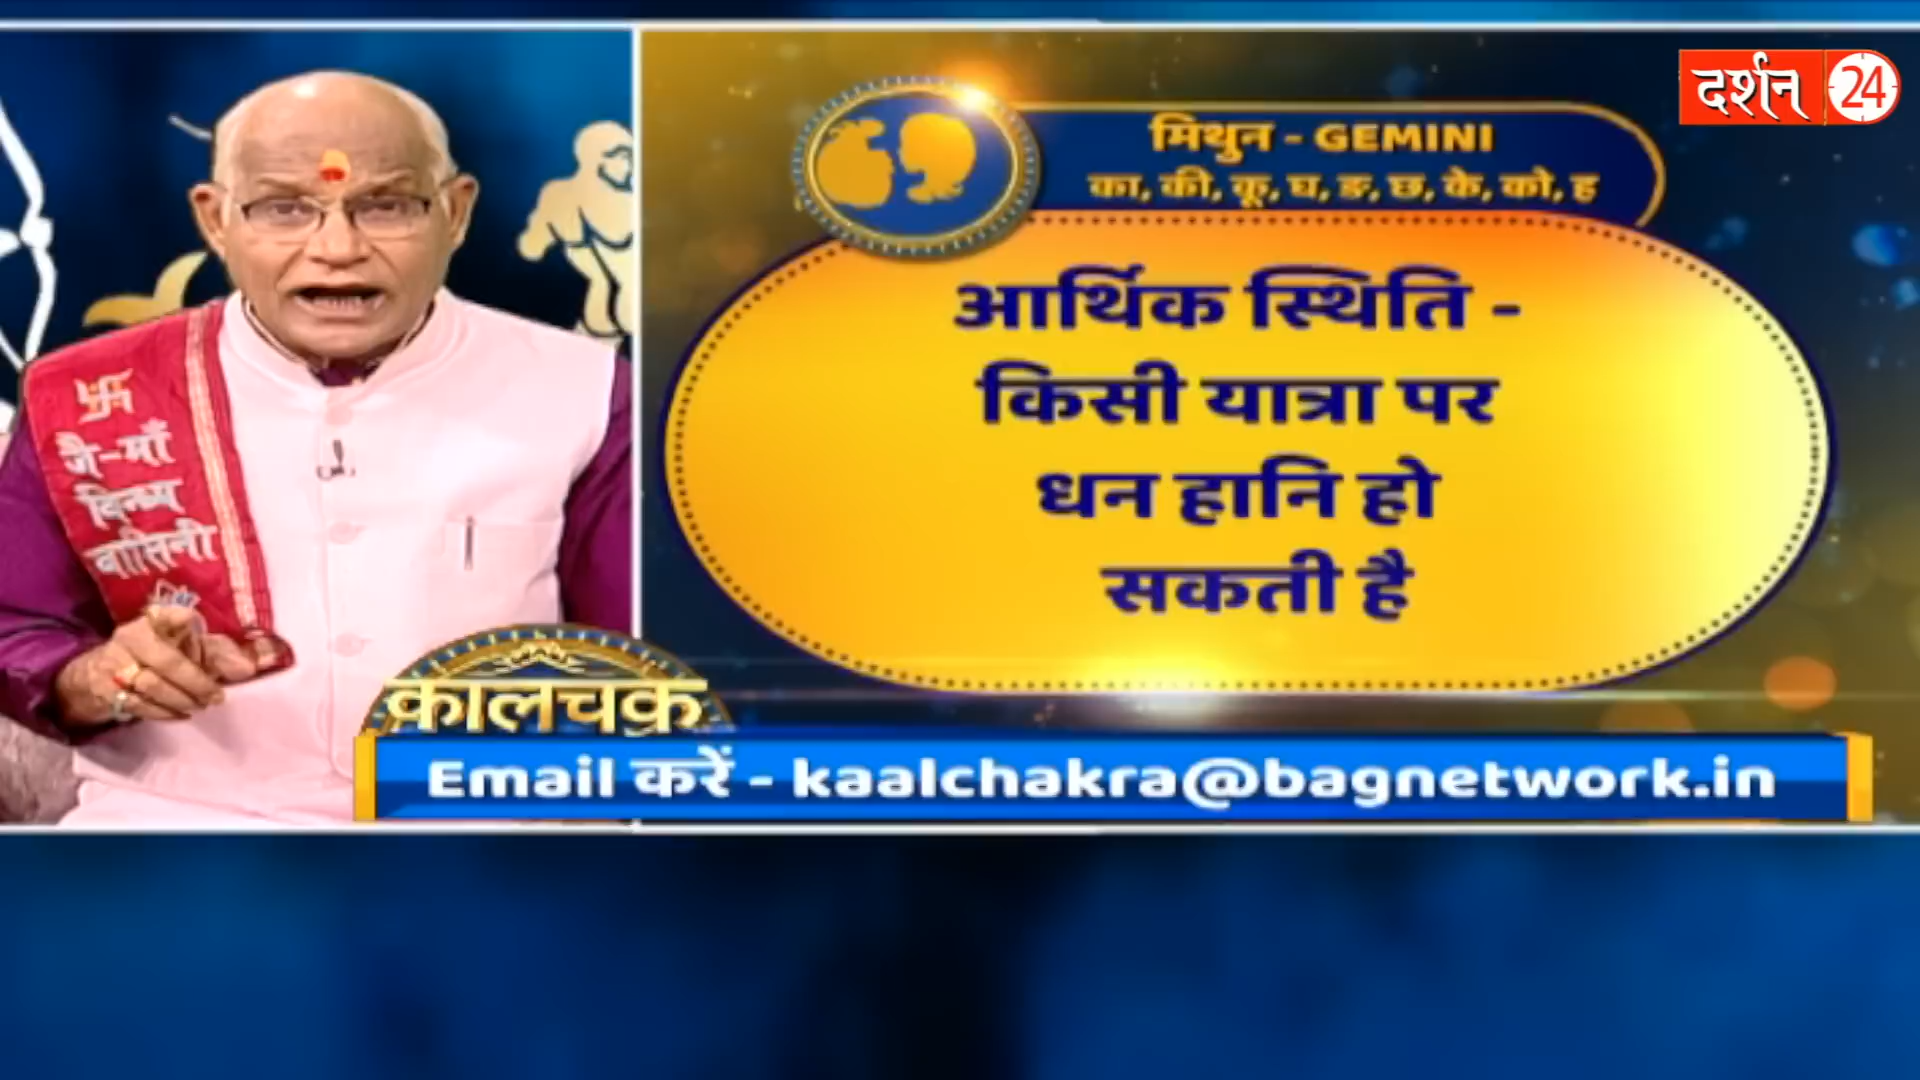 दर्शन 24
मिथुन - GEMINI
का, की, कू, घ, ङ, छ, के, को, ह
आर्थिक स्थिति -
किसी यात्रा पर
धन हानि हो
सकती है
जै-माँ
विन्ध्य
वासिनी
कालचक्र
Email करें - kaalchakra@bagnetwork.in